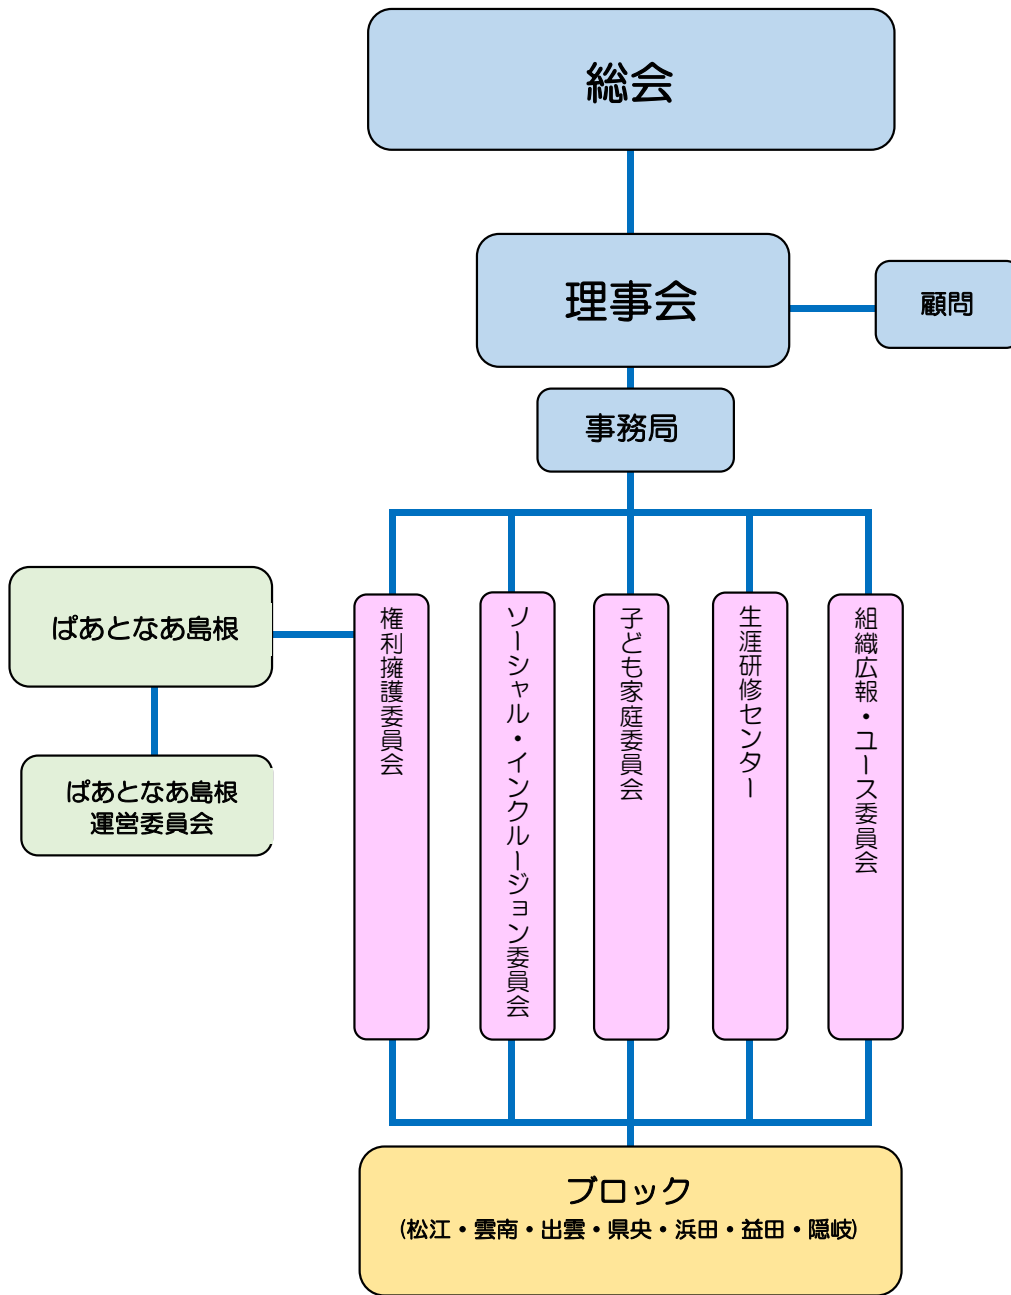 総会
理事会
顧問
事務局
ぱあとなあ島根
ぱあとなあ島根
運営委員会
権利擁護委員会
ソーシャル・インクルージョン委員会
子ども家庭委員会
生涯研修センター
組織広報・ユース委員会
ブロック
(松江・雲南・出雲・県央・浜田・益田・隠岐)